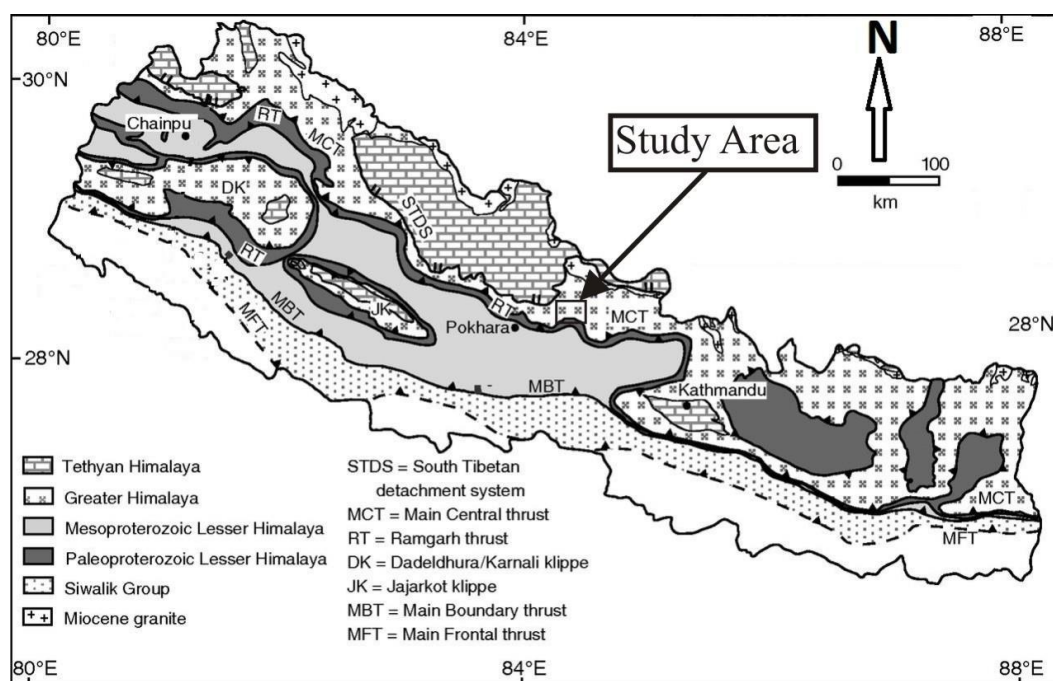 80°E
84°E
88°E
30°N
N
RT
Chainpu
MCT
Study Area
0 100
km
DK
STDS
RT
MBT
JK
RT
MCT
MFT
Pokhara
28°N
28°N
MBT
Kathmandu
MCT
MFT
Tethyan Himalaya
Greater Himalaya
Mesoproterozoic Lesser Himalaya
Paleoproterozoic Lesser Himalaya
Siwalik Group
Miocene granite
STDS = South Tibetan
detachment system
MCT = Main Central thrust
RT = Ramgarh thrust
DK = Dadeldhura/Karnali klippe
JK = Jajarkot klippe
MBT = Main Boundary thrust
MFT = Main Frontal thrust
80°E
84°E
88°E